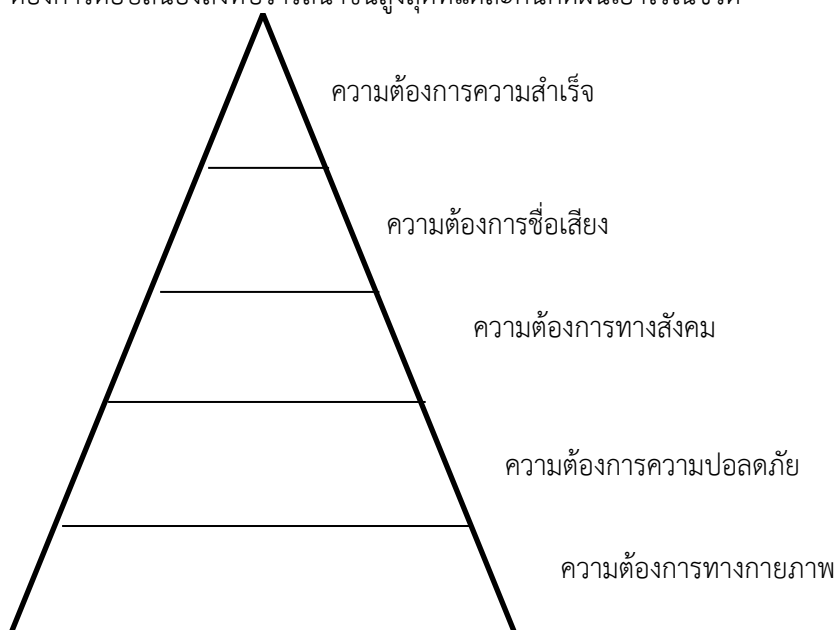 ความต้องการความสำเร็จ
ความต้องการชื่อเสียง
ความต้องการทางสังคม
ความต้องการความปอลดภัย
ความต้องการทางกายภาพ